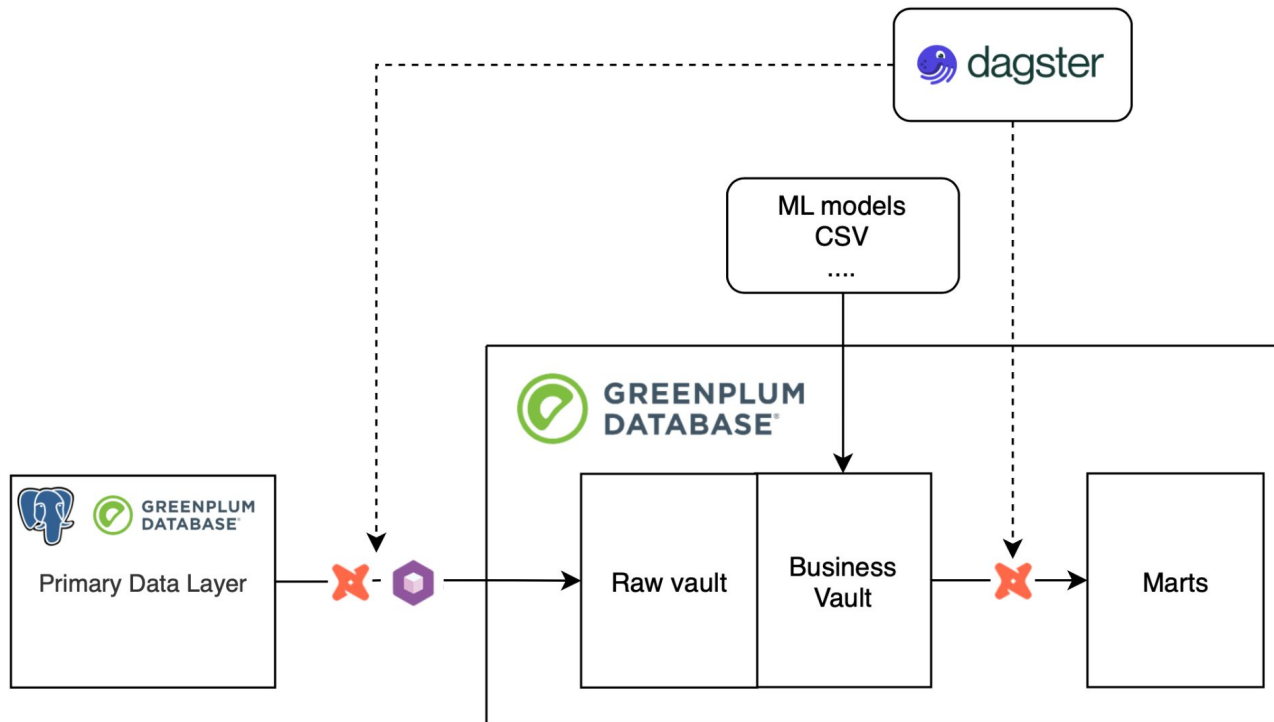 dagster
ML models
CSV
....
GREENPLUM
DATABASE®
GREENPLUM
DATABASE®
Primary Data Layer
Raw vault
Business
Vault
Marts